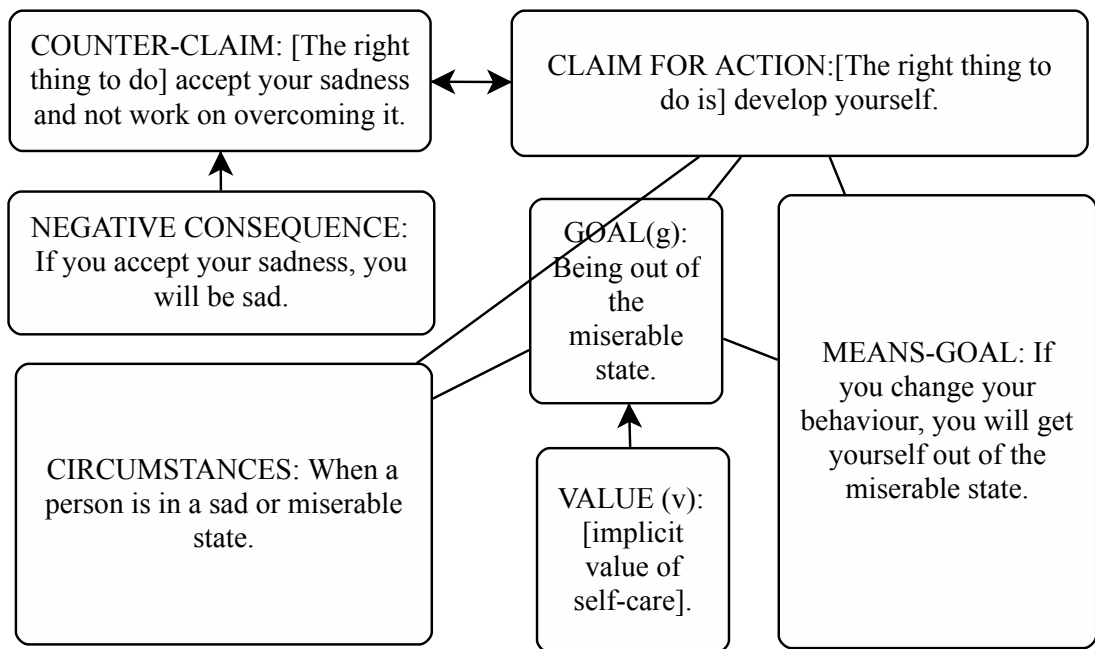 COUNTER-CLAIM: [The right
thing to do] accept your sadness
and not work on overcoming it.
CLAIM FOR ACTION:[The right thing to
do is] develop yourself.
NEGATIVE CONSEQUENCE:
If you accept your sadness, you
will be sad.
GOAL(g):
Being out of
the
miserable
state.
MEANS-GOAL: If
you change your
behaviour, you will get
yourself out of the
miserable state.
CIRCUMSTANCES: When a
person is in a sad or miserable
state.
VALUE (v):
[implicit
value of
self-care].